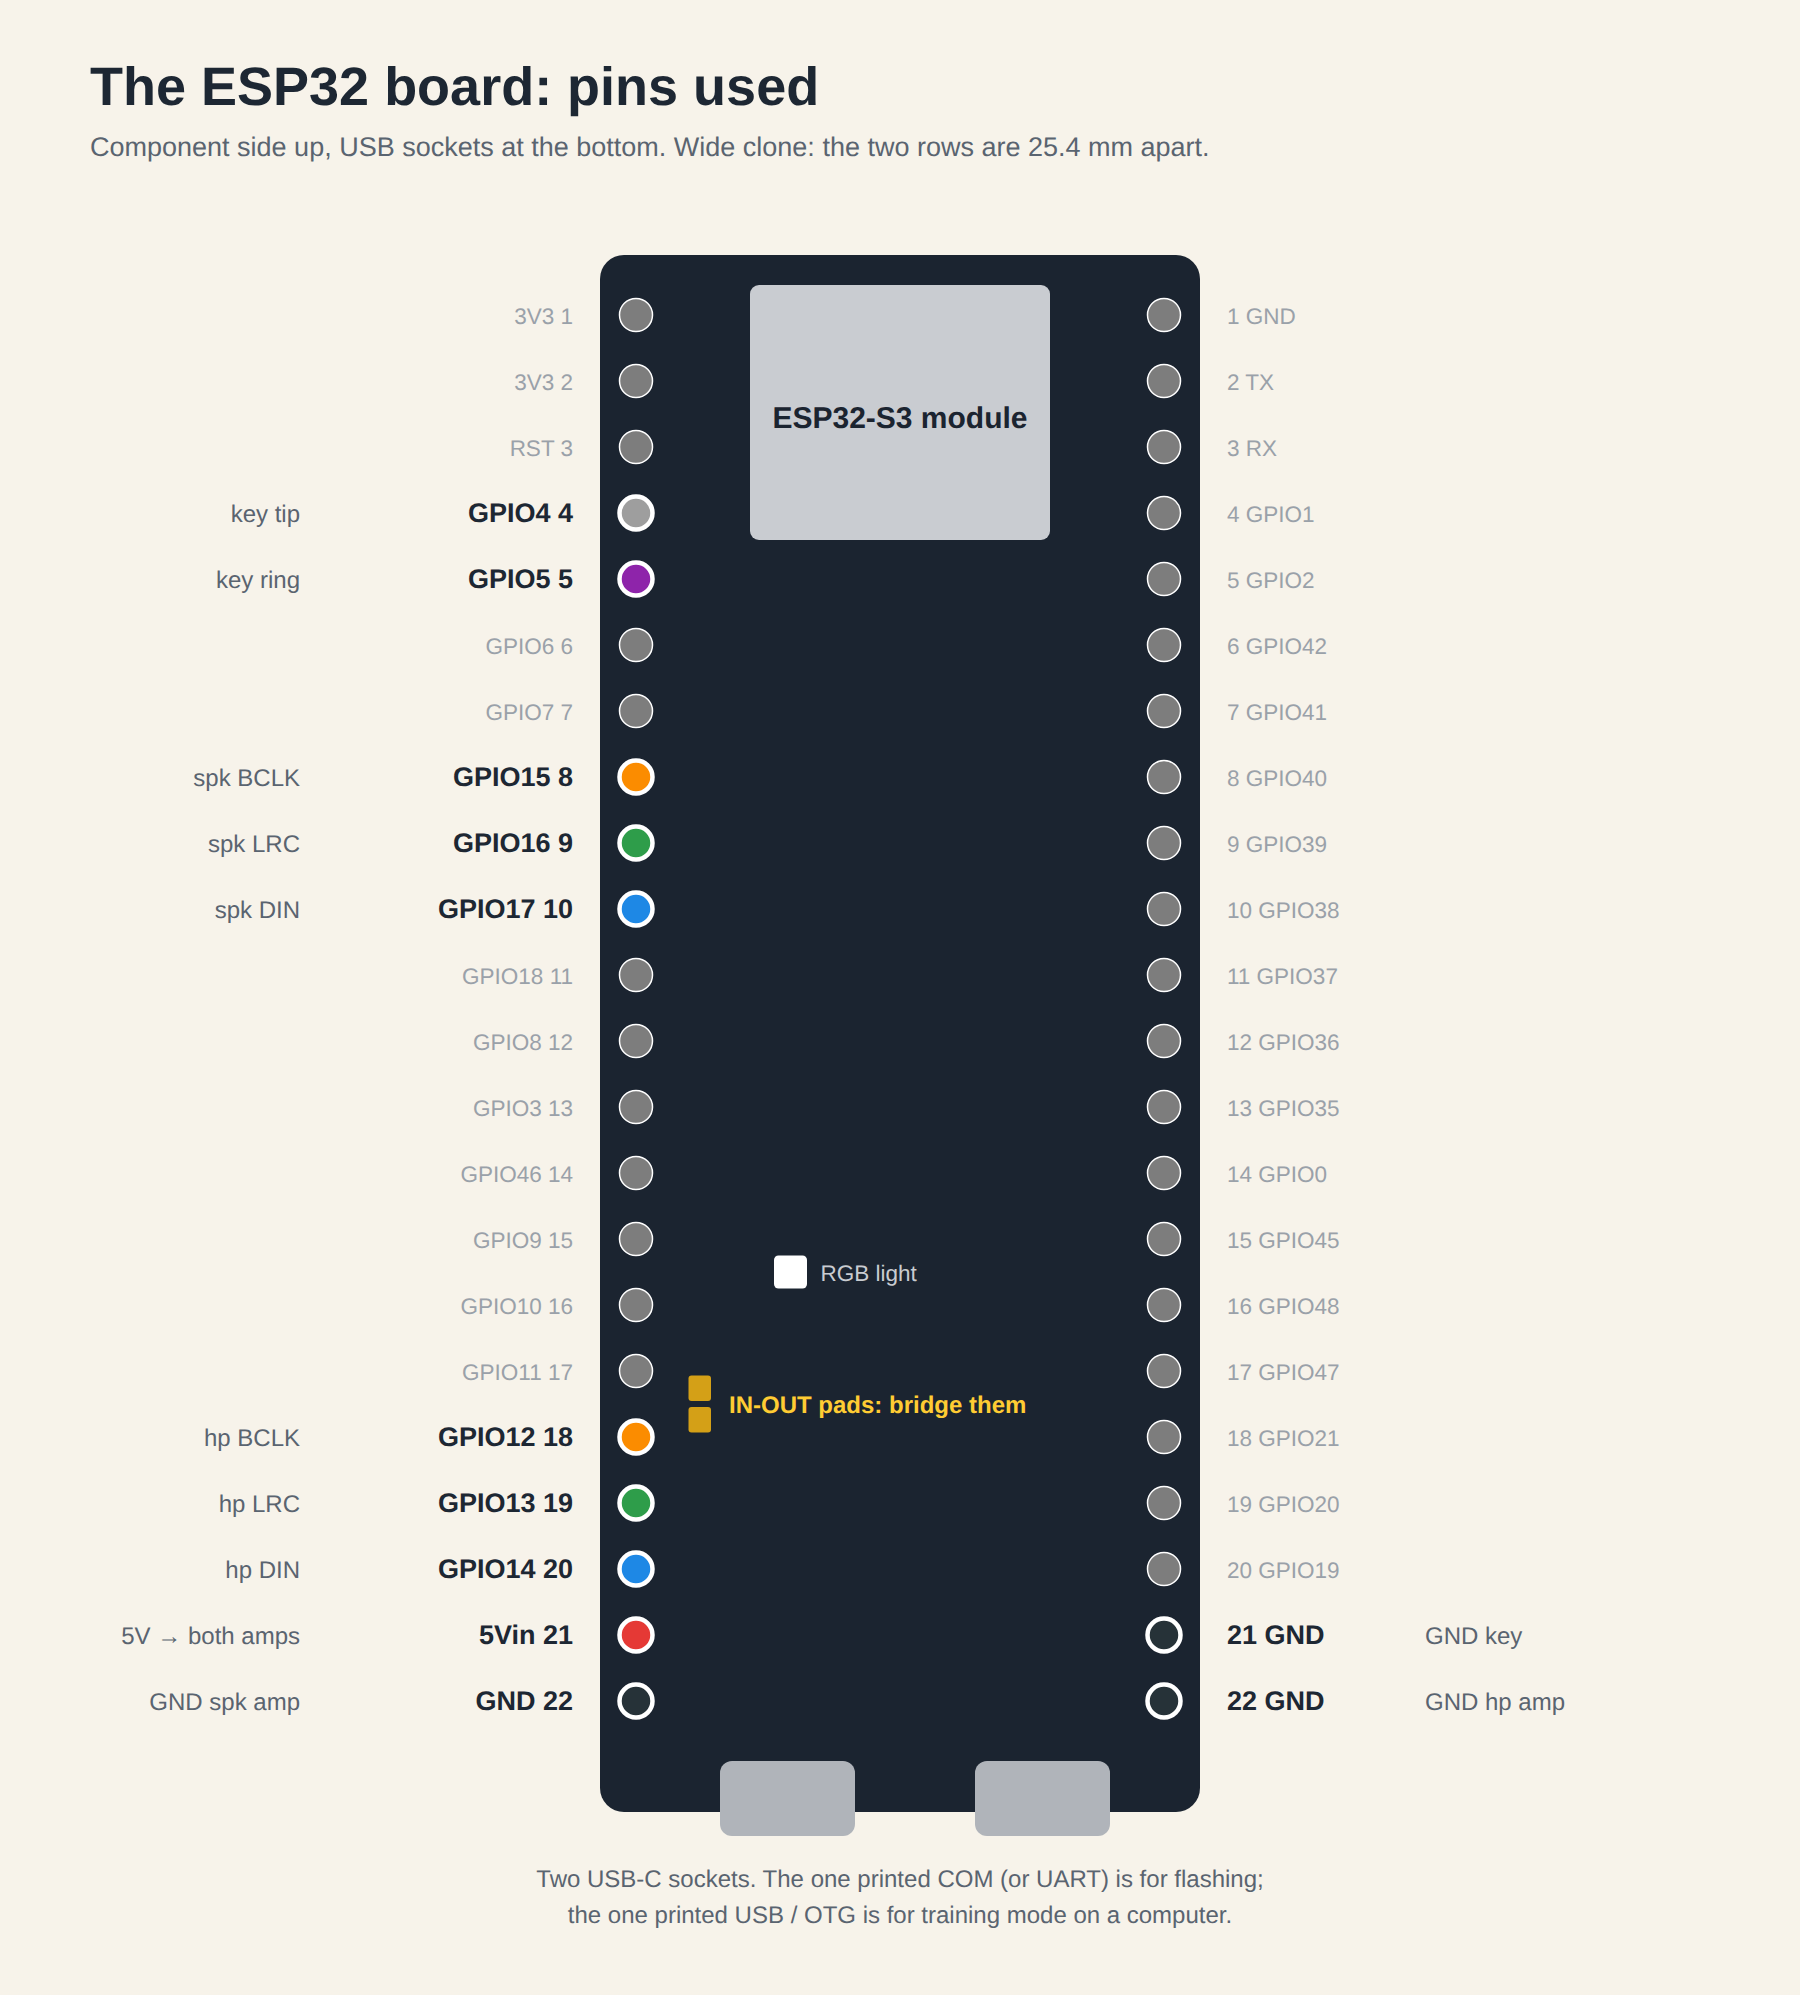 The ESP32 board: pins used
Component side up, USB sockets at the bottom. Wide clone: the two rows are 25.4 mm apart.
ESP32-S3 module
3V3 1
1 GND
3V3 2
2 TX
RST 3
3 RX
key tip GPIO4 4
4 GPIO1
key ring GPIO5 5
5 GPIO2
GPIO6 6
6 GPIO42
GPIO7 7
7 GPIO41
spk BCLK GPIO15 8
8 GPIO40
spk LRC GPIO16 9
9 GPIO39
spk DIN GPIO17 10
10 GPIO38
GPIO18 11
11 GPIO37
GPIO8 12
12 GPIO36
GPIO3 13
13 GPIO35
GPIO46 14
14 GPIO0
GPIO9 15
15 GPIO45
RGB light
GPIO10 16
16 GPIO48
GPIO11 17
17 GPIO47
IN-OUT pads: bridge them
hp BCLK GPIO12 18
18 GPIO21
hp LRC GPIO13 19
19 GPIO20
hp DIN GPIO14 20
20 GPIO19
5V → both amps 5Vin 21
21 GND GND key
GND spk amp GND 22
22 GND GND hp amp
Two USB-C sockets. The one printed COM (or UART) is for flashing;
the one printed USB / OTG is for training mode on a computer.